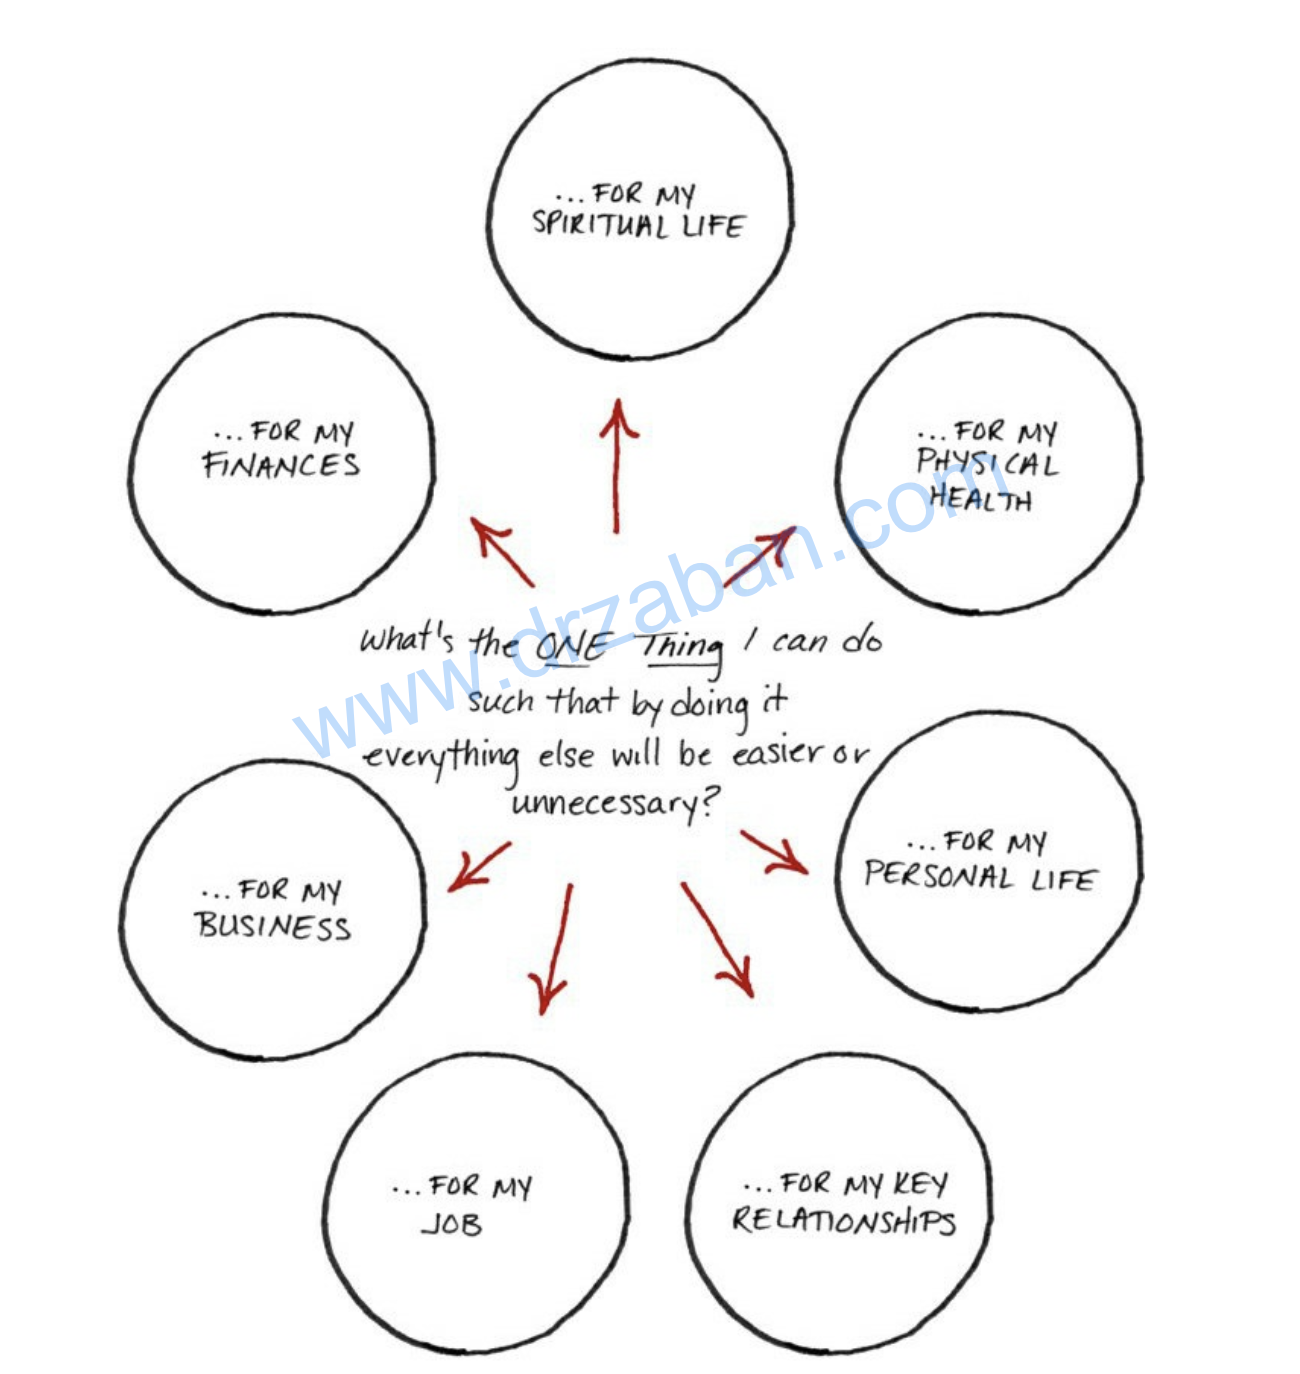 ... FOR MY
SPIRITUAL LIFE
... FOR MY
FINANCES
... FOR MY
PHYSICAL
HEALTH
www.drzaban.com
what's the ONE Thing I can do
such that by doing it
everything else will be easier or
unnecessary?
... FOR MY
BUSINESS
... FOR MY
PERSONAL LIFE
... FOR MY
JOB
... FOR MY KEY
RELATIONSHIPS